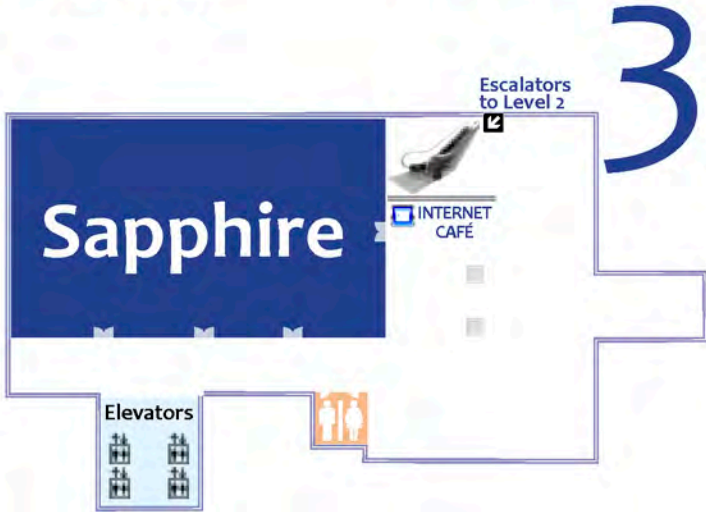 3
Escalators
to Level 2
Sapphire
INTERNET
CAFÉ
Elevators